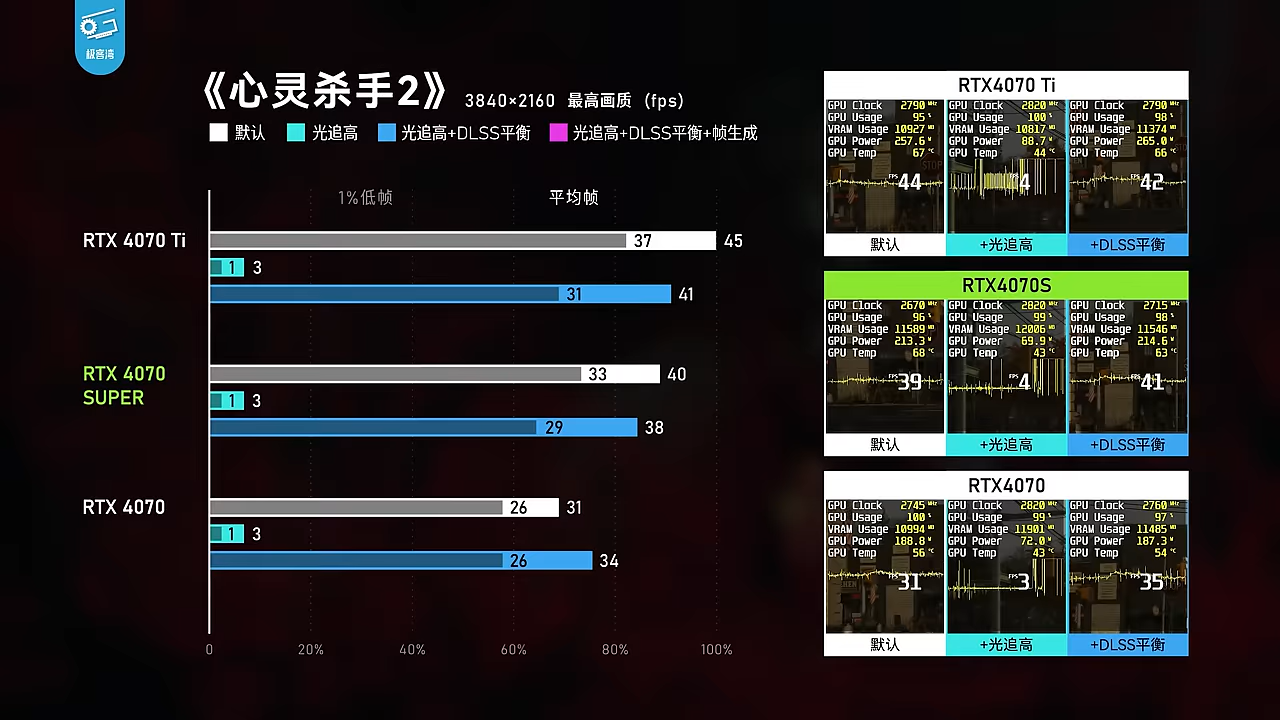 极客湾
《心灵杀手2》 3840×2160 最高画质 (fps)
默认 光追高 光追高+DLSS平衡 光追高+DLSS平衡+帧生成
1%低帧 平均帧
RTX 4070 Ti
37 45
1 3
31 41
RTX 4070
SUPER
33 40
1 3
29 38
RTX 4070
26 31
1 3
26 34
0 20% 40% 60% 80% 100%
RTX4070 Ti
GPU Clock 2790 MHz GPU Clock 2820 MHz GPU Clock 2790 MHz
GPU Usage 95 % GPU Usage 100 % GPU Usage 98 %
VRAM Usage 10927 MB VRAM Usage 10817 MB VRAM Usage 11374 MB
GPU Power 257.6 W GPU Power 88.7 W GPU Power 265.0 W
GPU Temp 67 °C GPU Temp 44 °C GPU Temp 66 °C
FPS 44 FPS 4 FPS 42
默认 +光追高 +DLSS平衡
RTX4070S
GPU Clock 2670 MHz GPU Clock 2820 MHz GPU Clock 2715 MHz
GPU Usage 96 % GPU Usage 99 % GPU Usage 98 %
VRAM Usage 11589 MB VRAM Usage 12006 MB VRAM Usage 11546 MB
GPU Power 213.3 W GPU Power 69.9 W GPU Power 214.6 W
GPU Temp 68 °C GPU Temp 43 °C GPU Temp 63 °C
FPS 39 FPS 4 FPS 41
默认 +光追高 +DLSS平衡
RTX4070
GPU Clock 2745 MHz GPU Clock 2820 MHz GPU Clock 2760 MHz
GPU Usage 100 % GPU Usage 99 % GPU Usage 97 %
VRAM Usage 10994 MB VRAM Usage 11901 MB VRAM Usage 11485 MB
GPU Power 188.8 W GPU Power 72.0 W GPU Power 187.3 W
GPU Temp 56 °C GPU Temp 43 °C GPU Temp 54 °C
FPS 31 FPS 3 FPS 35
默认 +光追高 +DLSS平衡